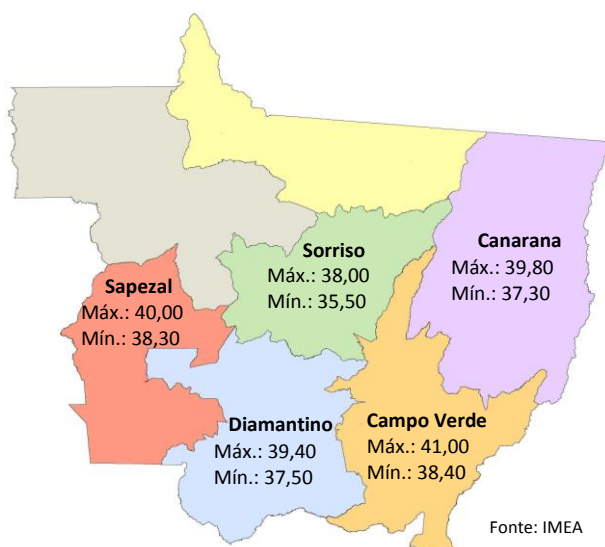 Sorriso
Máx.: 38,00
Mín.: 35,50
Canarana
Máx.: 39,80
Mín.: 37,30
Sapezal
Máx.: 40,00
Mín.: 38,30
Diamantino
Máx.: 39,40
Mín.: 37,50
Campo Verde
Máx.: 41,00
Mín.: 38,40
Fonte: IMEA